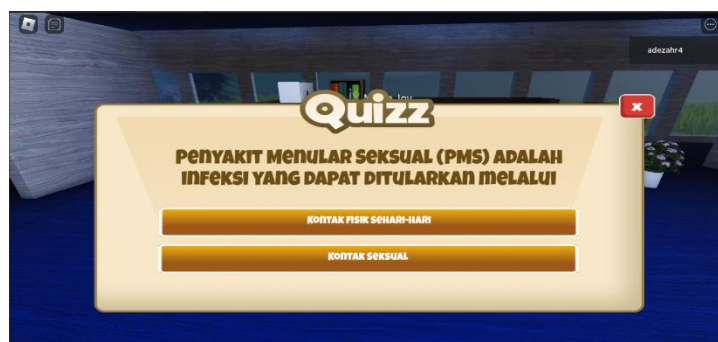 adezahr4
Quizz
x
PENYAKIT MENULAR SEKSUAL (PMS) ADALAH
INFEKSI YANG DAPAT DITULARKAN MELALUI
KONTAK FISIK SEHARI-HARI
KONTAK SEKSUAL